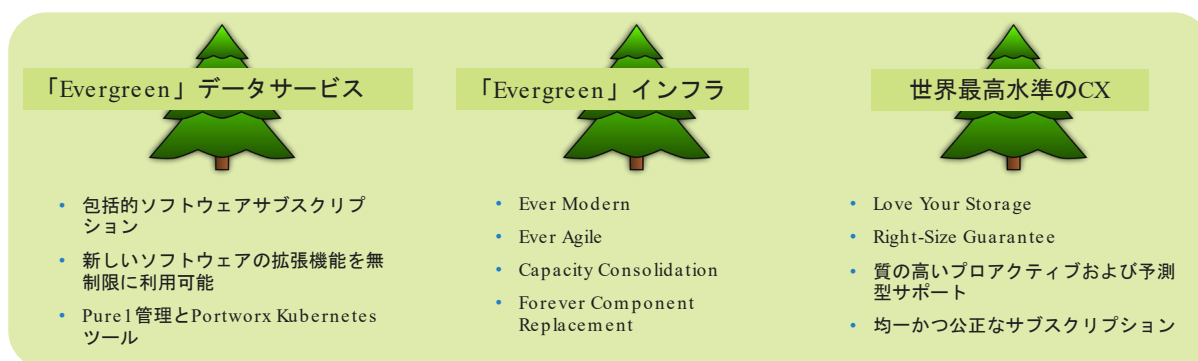 「Evergreen」データサービス
包括的ソフトウェアサブスクリプ
ション
新しいソフトウェアの拡張機能を無
制限に利用可能
Pure1管理とPortworx Kubernetes
ツール
「Evergreen」インフラ
Ever Modern
Ever Agile
Capacity Consolidation
Forever Component
Replacement
世界最高水準のCX
Love Your Storage
Right-Size Guarantee
質の高いプロアクティブおよび予測
型サポート
均一かつ公正なサブスクリプション